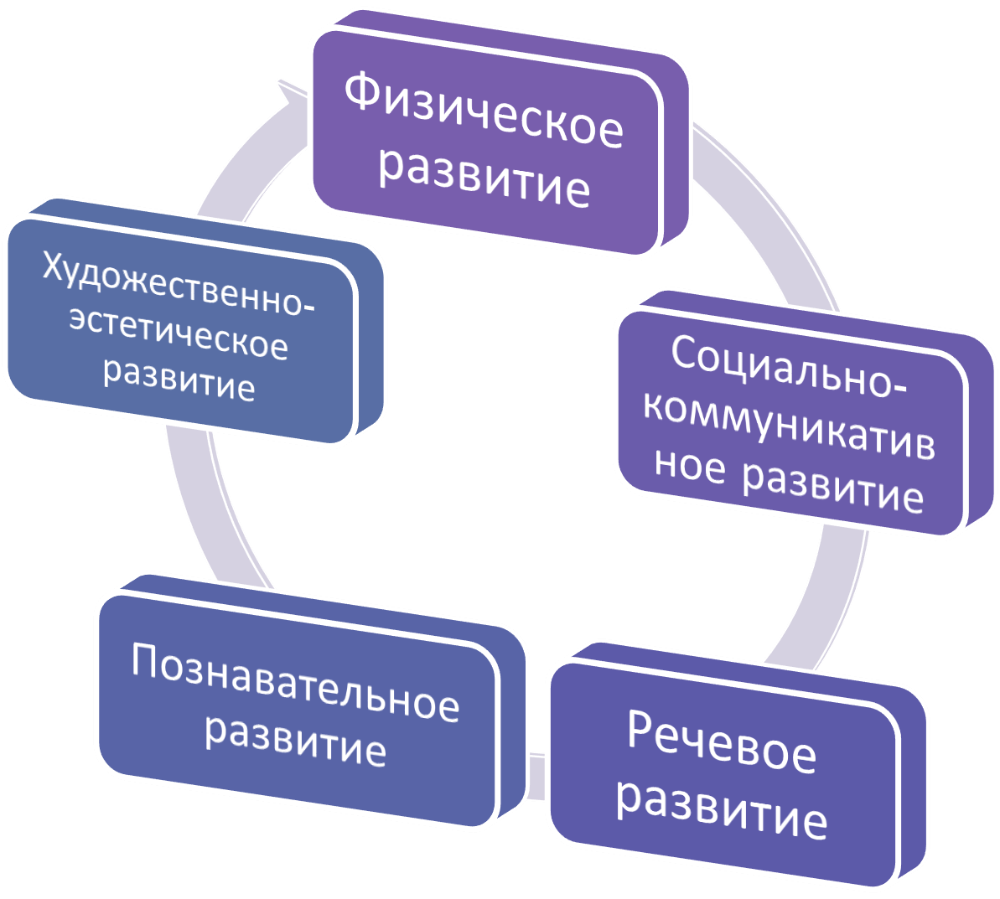 Физическое
развитие
Социально-
коммуникатив
ное развитие
Речевое
развитие
Познавательное
развитие
Художественно-
эстетическое
развитие